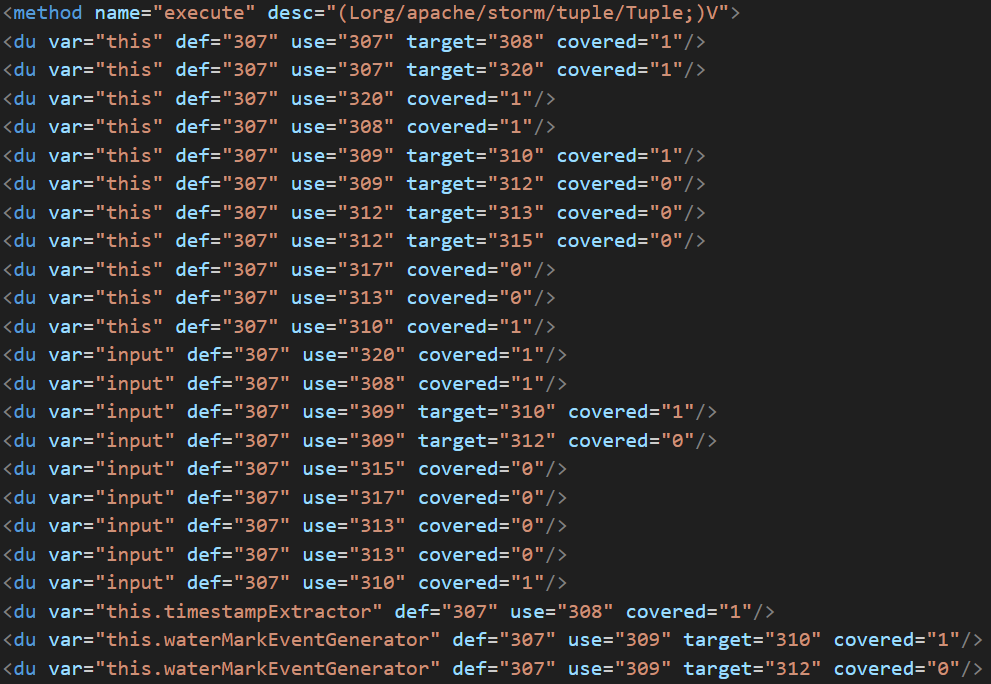 <method name="execute" desc="(Lorg/apache/storm/tuple/Tuple;)V">
<du var="this" def="307" use="307" target="308" covered="1"/>
<du var="this" def="307" use="307" target="320" covered="1"/>
<du var="this" def="307" use="320" covered="1"/>
<du var="this" def="307" use="308" covered="1"/>
<du var="this" def="307" use="309" target="310" covered="1"/>
<du var="this" def="307" use="309" target="312" covered="0"/>
<du var="this" def="307" use="312" target="313" covered="0"/>
<du var="this" def="307" use="312" target="315" covered="0"/>
<du var="this" def="307" use="317" covered="0"/>
<du var="this" def="307" use="313" covered="0"/>
<du var="this" def="307" use="310" covered="1"/>
<du var="input" def="307" use="320" covered="1"/>
<du var="input" def="307" use="308" covered="1"/>
<du var="input" def="307" use="309" target="310" covered="1"/>
<du var="input" def="307" use="309" target="312" covered="0"/>
<du var="input" def="307" use="315" covered="0"/>
<du var="input" def="307" use="317" covered="0"/>
<du var="input" def="307" use="313" covered="0"/>
<du var="input" def="307" use="313" covered="0"/>
<du var="input" def="307" use="310" covered="1"/>
<du var="this.timestampExtractor" def="307" use="308" covered="1"/>
<du var="this.waterMarkEventGenerator" def="307" use="309" target="310" covered="1"/>
<du var="this.waterMarkEventGenerator" def="307" use="309" target="312" covered="0"/>